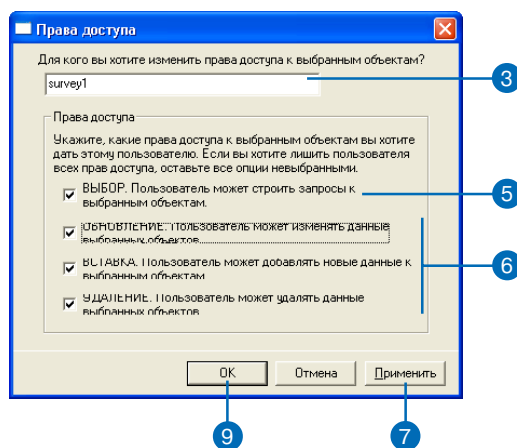 Права доступа
Для кого вы хотите изменить права доступа к выбранным объектам?
survey1
3
Права доступа
Укажите, какие права доступа к выбранным объектам вы хотите
дать этому пользователю. Если вы хотите лишить пользователя
всех прав доступа, оставьте все опции невыбранными.
ВЫБОР. Пользователь может строить запросы к
выбранным объектам.
5
ОБНОВЛЕНИЕ. Пользователь может изменять данные
выбранных объектов.
ВСТАВКА. Пользователь может добавлять новые данные к
выбранным объектам
6
УДАЛЕНИЕ. Пользователь может удалять данные
выбранных объектов
OK
Отмена
Применить
9
7